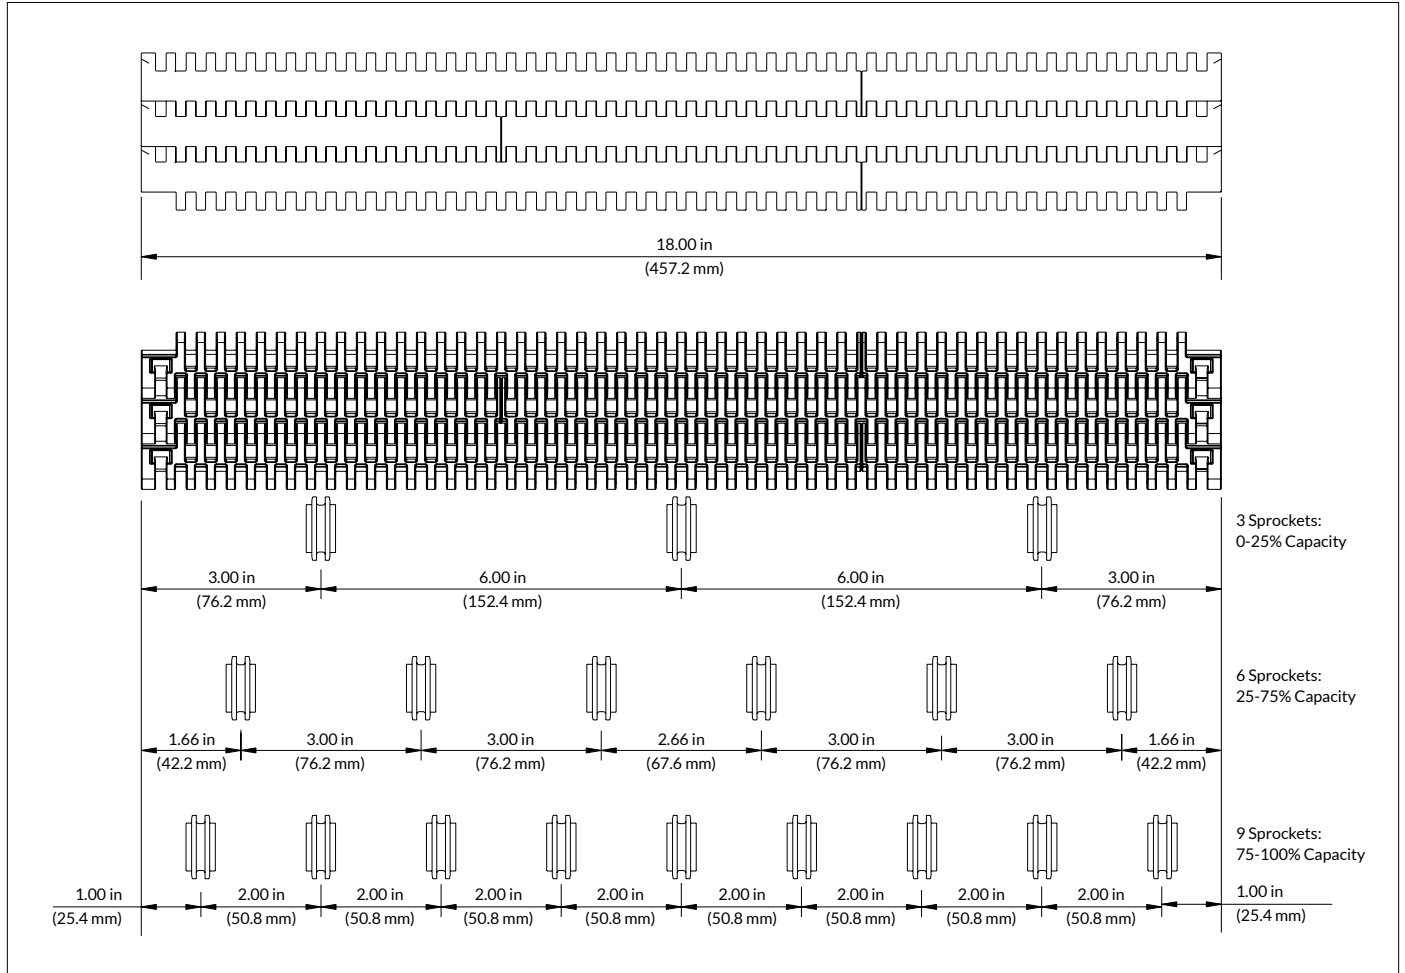 18.00 in
(457.2 mm)
3 Sprockets:
0-25% Capacity
3.00 in
6.00 in
6.00 in
3.00 in
(76.2 mm)
(152.4 mm)
(152.4 mm)
(76.2 mm)
6 Sprockets:
25-75% Capacity
1.66 in
3.00 in
3.00 in
2.66 in
3.00 in
3.00 in
1.66 in
(42.2 mm)
(76.2 mm)
(76.2 mm)
(67.6 mm)
(76.2 mm)
(76.2 mm)
(42.2 mm)
9 Sprockets:
75-100% Capacity
1.00 in
2.00 in
2.00 in
2.00 in
2.00 in
2.00 in
2.00 in
2.00 in
2.00 in
1.00 in
(25.4 mm)
(50.8 mm)
(50.8 mm)
(50.8 mm)
(50.8 mm)
(50.8 mm)
(50.8 mm)
(50.8 mm)
(50.8 mm)
(25.4 mm)